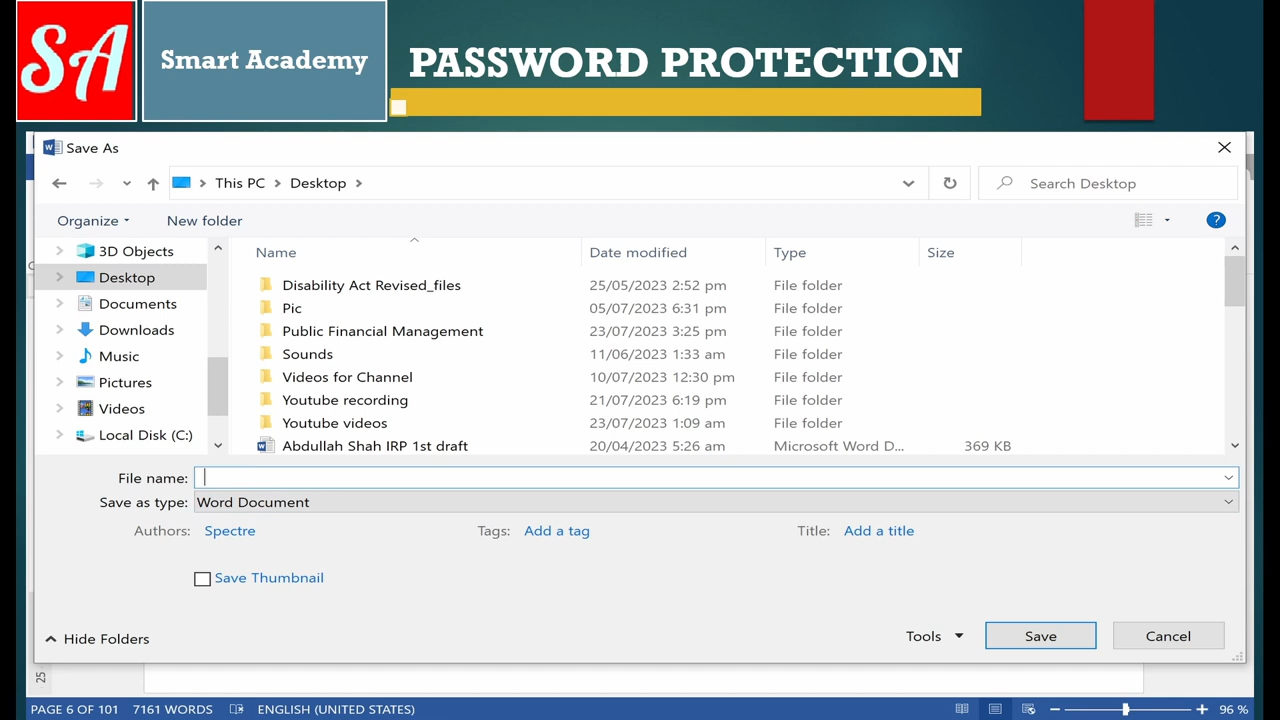 SA
Smart Academy
PASSWORD PROTECTION
Save As
This PC
Desktop
Search Desktop
Organize
New folder
?
3D Objects
Desktop
Documents
Downloads
Music
Pictures
Videos
Local Disk (C:)
Name Date modified Type Size
Disability Act Revised_files 25/05/2023 2:52 pm File folder
Pic 05/07/2023 6:31 pm File folder
Public Financial Management 23/07/2023 3:25 pm File folder
Sounds 11/06/2023 1:33 am File folder
Videos for Channel 10/07/2023 12:30 pm File folder
Youtube recording 21/07/2023 6:19 pm File folder
Youtube videos 23/07/2023 1:09 am File folder
Abdullah Shah IRP 1st draft 20/04/2023 5:26 am Microsoft Word D... 369 KB
File name:
Save as type: Word Document
Authors: Spectre Tags: Add a tag Title: Add a title
Save Thumbnail
Hide Folders
Tools Save Cancel
25
PAGE 6 OF 101 7161 WORDS ENGLISH (UNITED STATES) 96 %